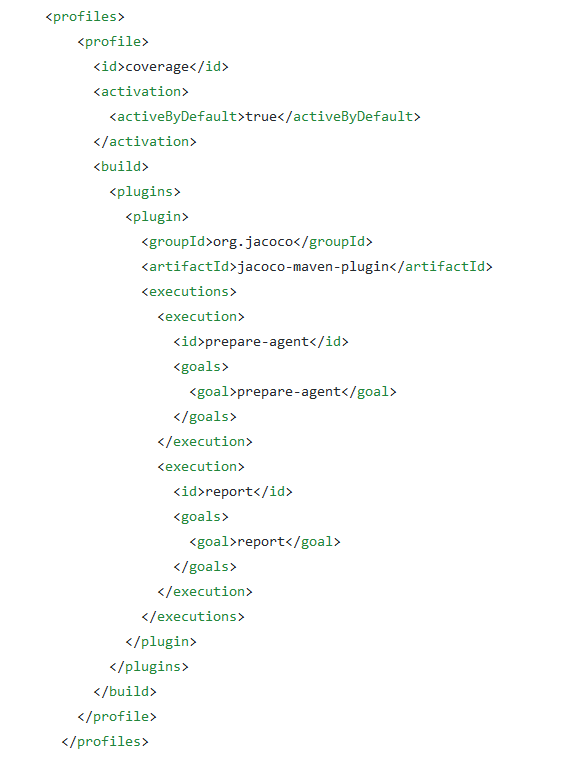 <profiles>
<profile>
<id>coverage</id>
<activation>
<activeByDefault>true</activeByDefault>
</activation>
<build>
<plugins>
<plugin>
<groupId>org.jacoco</groupId>
<artifactId>jacoco-maven-plugin</artifactId>
<executions>
<execution>
<id>prepare-agent</id>
<goals>
<goal>prepare-agent</goal>
</goals>
</execution>
<execution>
<id>report</id>
<goals>
<goal>report</goal>
</goals>
</execution>
</executions>
</plugin>
</plugins>
</build>
</profile>
</profiles>